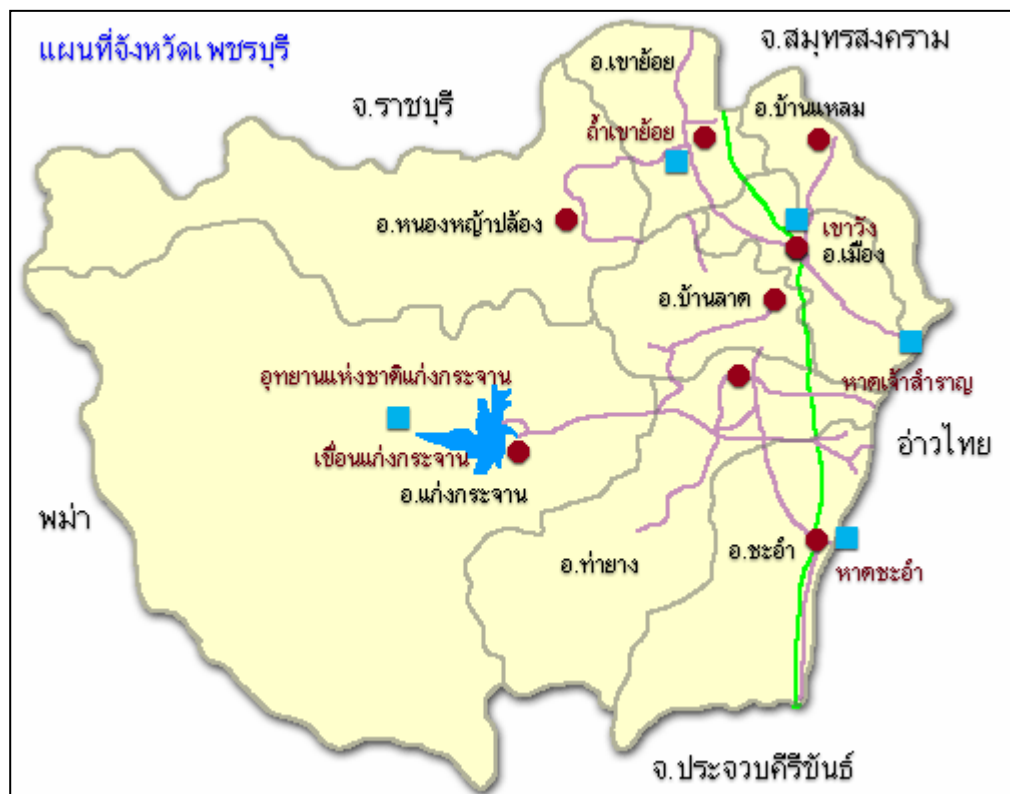 แผนที่จังหวัดเพชรบุรี
จ.สมุทรสงคราม
อ.เขาย้อย
จ.ราชบุรี
อ.บ้านแหลม
ถ้ำเขาย้อย
อ.หนองหญ้าปล้อง
เขาวัง
อ.เมือง
อ.บ้านลาด
อุทยานแห่งชาติแก่งกระจาน
หาดเจ้าสำราญ
อ่าวไทย
เขื่อนแก่งกระจาน
อ.แก่งกระจาน
พม่า
อ.ท่ายาง
อ.ชะอำ
หาดชะอำ
จ.ประจวบคีรีขันธ์